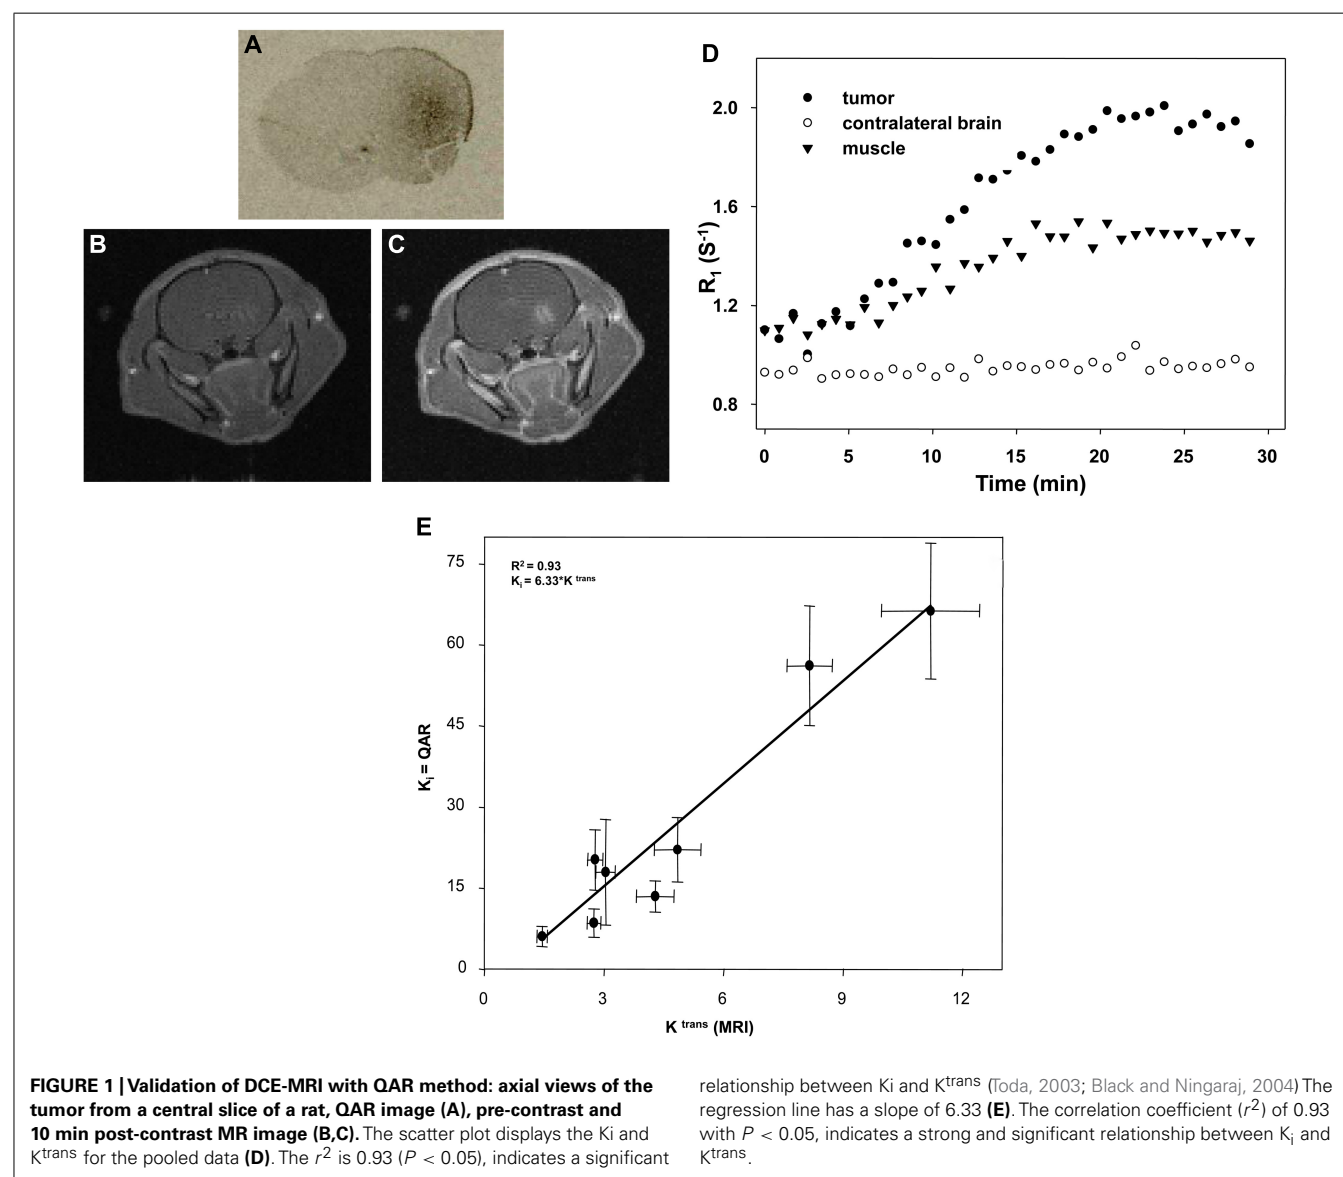 A
B
C
D
tumor
contralateral brain
muscle
2.0
1.6
1.2
0.8
R1 (S-1)
0 5 10 15 20 25 30
Time (min)
E
R2 = 0.93
Ki = 6.33*K trans
75
60
45
30
15
0
Ki = QAR
0 3 6 9 12
K trans (MRI)
FIGURE 1 | Validation of DCE-MRI with QAR method: axial views of the
tumor from a central slice of a rat, QAR image (A), pre-contrast and
10 min post-contrast MR image (B,C). The scatter plot displays the Ki and
Ktrans for the pooled data (D). The r2 is 0.93 (P < 0.05), indicates a significant
relationship between Ki and Ktrans (Toda, 2003; Black and Ningaraj, 2004) The
regression line has a slope of 6.33 (E). The correlation coefficient (r2) of 0.93
with P < 0.05, indicates a strong and significant relationship between Ki and
Ktrans.